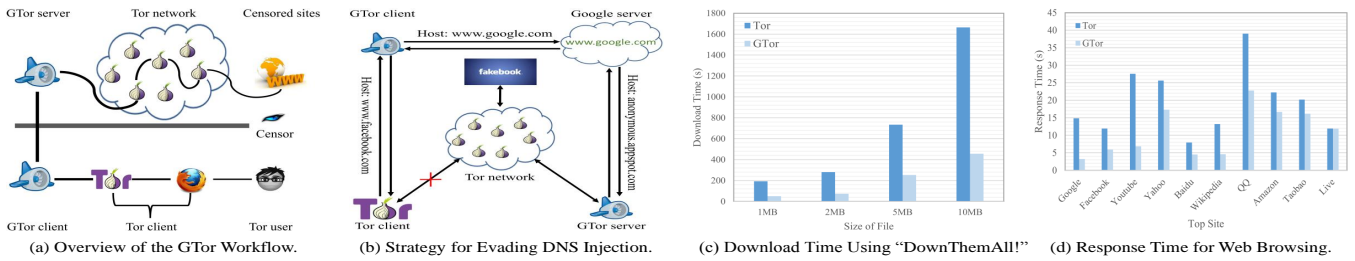 GTor server
Tor network
Censored sites
WWW
Censor
Tor
GTor client
Tor client
Tor user
(a) Overview of the GTor Workflow.
GTor client
Google server
Host: www.google.com
www.google.com
Host: www.facebook.com
fakebook
Host: anonymous.appspot.com
Tor network
Tor
Tor client
GTor server
(b) Strategy for Evading DNS Injection.
1800
1600
1400
1200
1000
800
600
400
200
0
Download Time (s)
Tor
GTor
1MB
2MB
5MB
10MB
Size of File
(c) Download Time Using “DownThemAll!”
45
40
35
30
25
20
15
10
5
0
Response Time (s)
Tor
GTor
Google
Facebook
Youtube
Yahoo
Baidu
Wikipedia
QQ
Amazon
Taobao
Live
Top Site
(d) Response Time for Web Browsing.